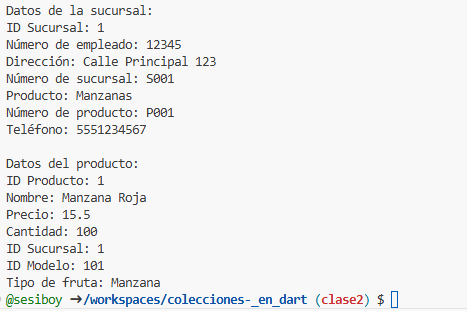 Datos de la sucursal:
ID Sucursal: 1
Número de empleado: 12345
Dirección: Calle Principal 123
Número de sucursal: S001
Producto: Manzanas
Número de producto: P001
Teléfono: 5551234567

Datos del producto:
ID Producto: 1
Nombre: Manzana Roja
Precio: 15.5
Cantidad: 100
ID Sucursal: 1
ID Modelo: 101
Tipo de fruta: Manzana
@sesiboy ➜/workspaces/colecciones-_en_dart (clase2) $